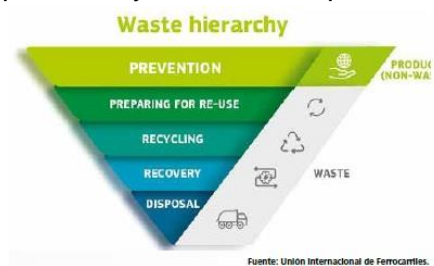 Waste hierarchy
PREVENTION
PRODUC
(NON-WA
PREPARING FOR RE-USE
RECYCLING
RECOVERY
WASTE
DISPOSAL
Fuente: Unión Internacional de Ferrocarriles.